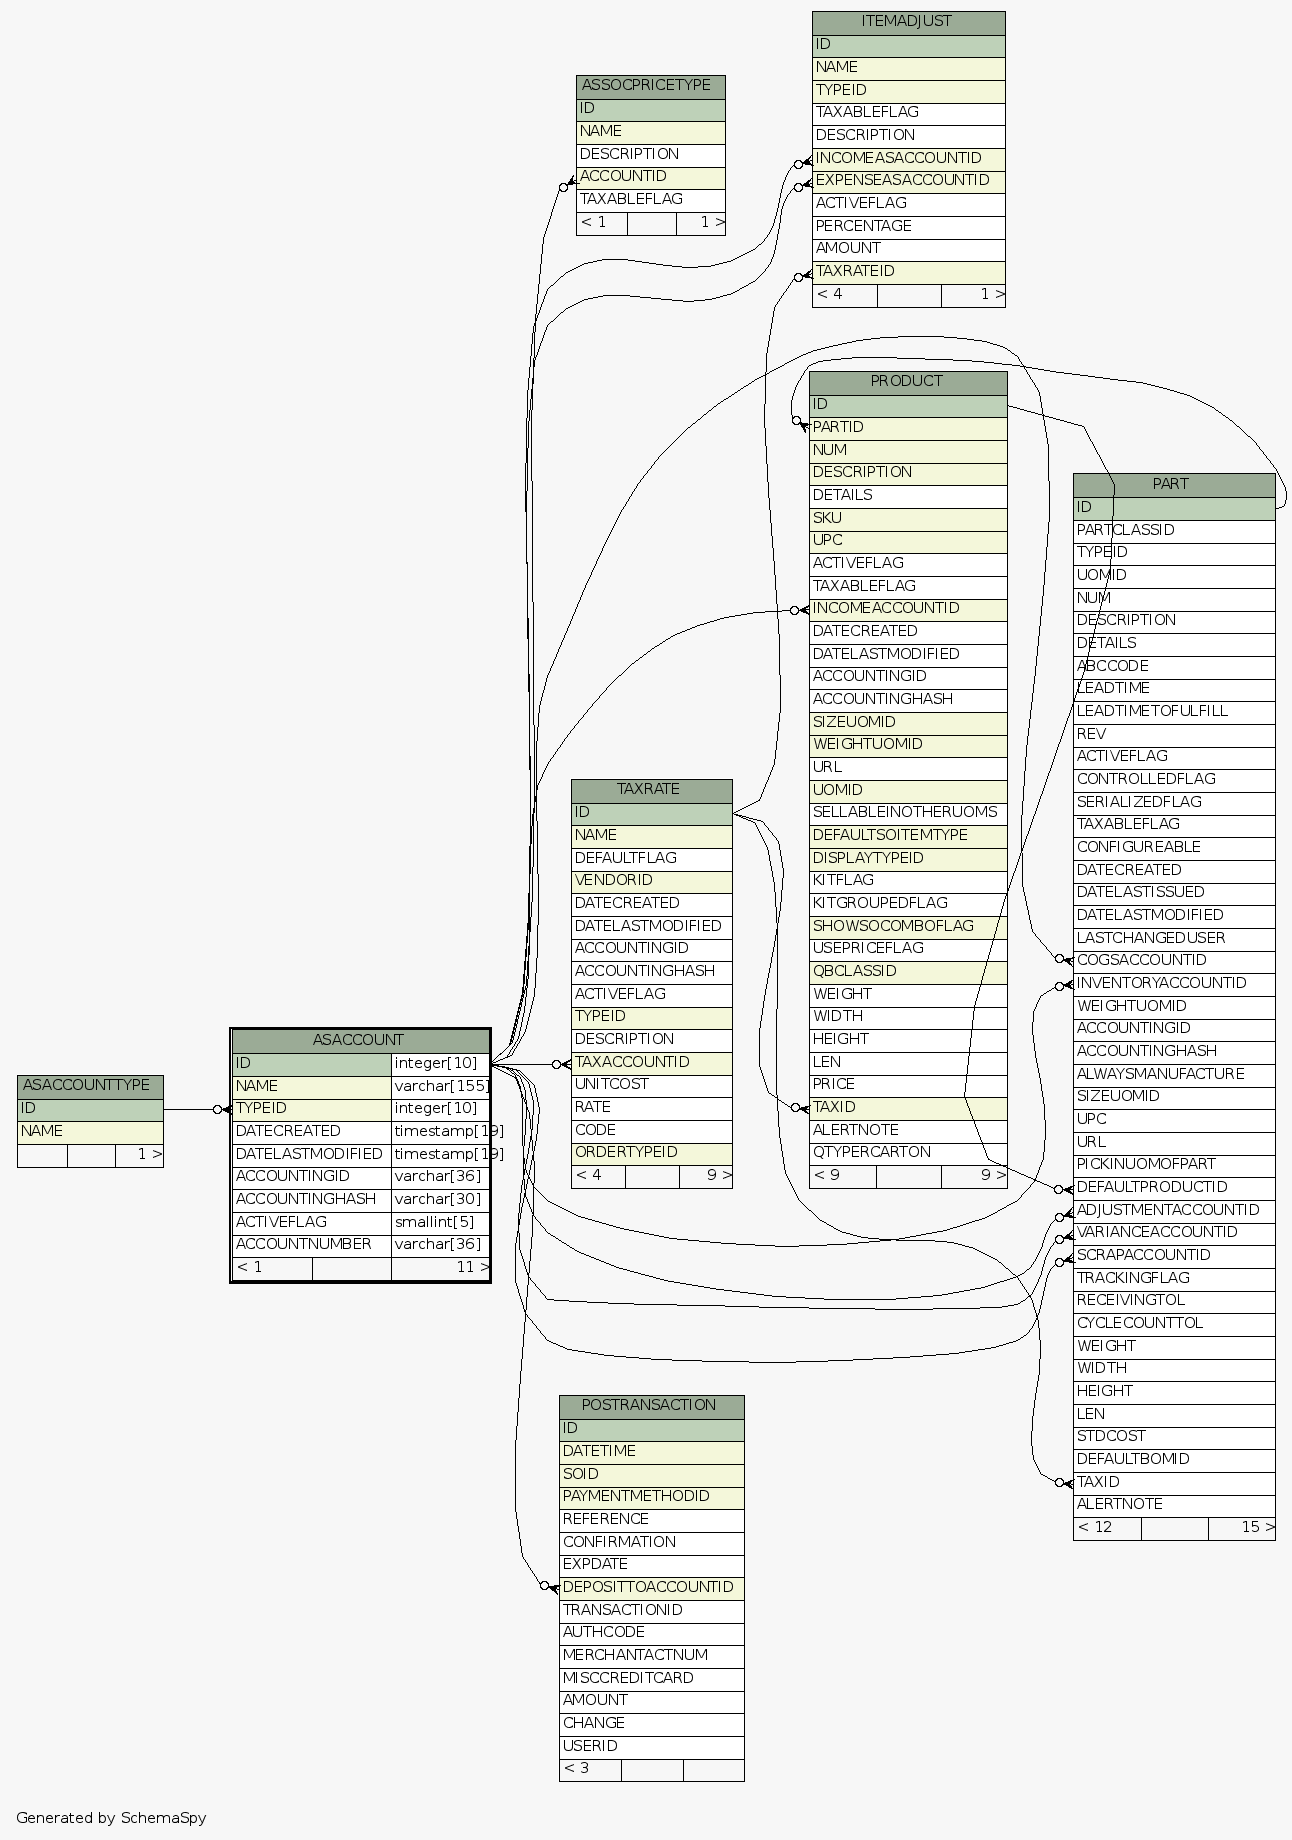 ITEMADJUST
ID
NAME
TYPEID
TAXABLEFLAG
DESCRIPTION
INCOMEASACCOUNTID
EXPENSEASACCOUNTID
ACTIVEFLAG
PERCENTAGE
AMOUNT
TAXRATEID
< 4 1 >
ASSOCPRICETYPE
ID
NAME
DESCRIPTION
ACCOUNTID
TAXABLEFLAG
< 1 1 >
PRODUCT
ID
PARTID
NUM
DESCRIPTION
DETAILS
SKU
UPC
ACTIVEFLAG
TAXABLEFLAG
INCOMEACCOUNTID
DATECREATED
DATELASTMODIFIED
ACCOUNTINGID
ACCOUNTINGHASH
SIZEUOMID
WEIGHTUOMID
URL
UOMID
SELLABLEINOTHERUOMS
DEFAULTSOITEMTYPE
DISPLAYTYPEID
KITFLAG
KITGROUPEDFLAG
SHOWSOCOMBOFLAG
USEPRICEFLAG
QBCLASSID
WEIGHT
WIDTH
HEIGHT
LEN
PRICE
TAXID
ALERTNOTE
QTYPERCARTON
< 9 9 >
PART
ID
PARTCLASSID
TYPEID
UOMID
NUM
DESCRIPTION
DETAILS
ABCCODE
LEADTIME
LEADTIMETOFULFILL
REV
ACTIVEFLAG
CONTROLLEDFLAG
SERIALIZEDFLAG
TAXABLEFLAG
CONFIGUREABLE
DATECREATED
DATELASTISSUED
DATELASTMODIFIED
LASTCHANGEDUSER
COGSACCOUNTID
INVENTORYACCOUNTID
WEIGHTUOMID
ACCOUNTINGID
ACCOUNTINGHASH
ALWAYSMANUFACTURE
SIZEUOMID
UPC
URL
PICKINUOMOFPART
DEFAULTPRODUCTID
ADJUSTMENTACCOUNTID
VARIANCEACCOUNTID
SCRAPACCOUNTID
TRACKINGFLAG
RECEIVINGTOL
CYCLECOUNTTOL
WEIGHT
WIDTH
HEIGHT
LEN
STDCOST
DEFAULTBOMID
TAXID
ALERTNOTE
< 12 15 >
TAXRATE
ID
NAME
DEFAULTFLAG
VENDORID
DATECREATED
DATELASTMODIFIED
ACCOUNTINGID
ACCOUNTINGHASH
ACTIVEFLAG
TYPEID
DESCRIPTION
TAXACCOUNTID
UNITCOST
RATE
CODE
ORDERTYPEID
< 4 9 >
ASACCOUNT
ID integer[10]
NAME varchar[155]
TYPEID integer[10]
DATECREATED timestamp[19]
DATELASTMODIFIED timestamp[19]
ACCOUNTINGID varchar[36]
ACCOUNTINGHASH varchar[30]
ACTIVEFLAG smallint[5]
ACCOUNTNUMBER varchar[36]
< 1 11 >
ASACCOUNTTYPE
ID
NAME
1 >
POSTRANSACTION
ID
DATETIME
SOID
PAYMENTMETHODID
REFERENCE
CONFIRMATION
EXPDATE
DEPOSITTOACCOUNTID
TRANSACTIONID
AUTHCODE
MERCHANTACTNUM
MISCCREDITCARD
AMOUNT
CHANGE
USERID
< 3
Generated by SchemaSpy